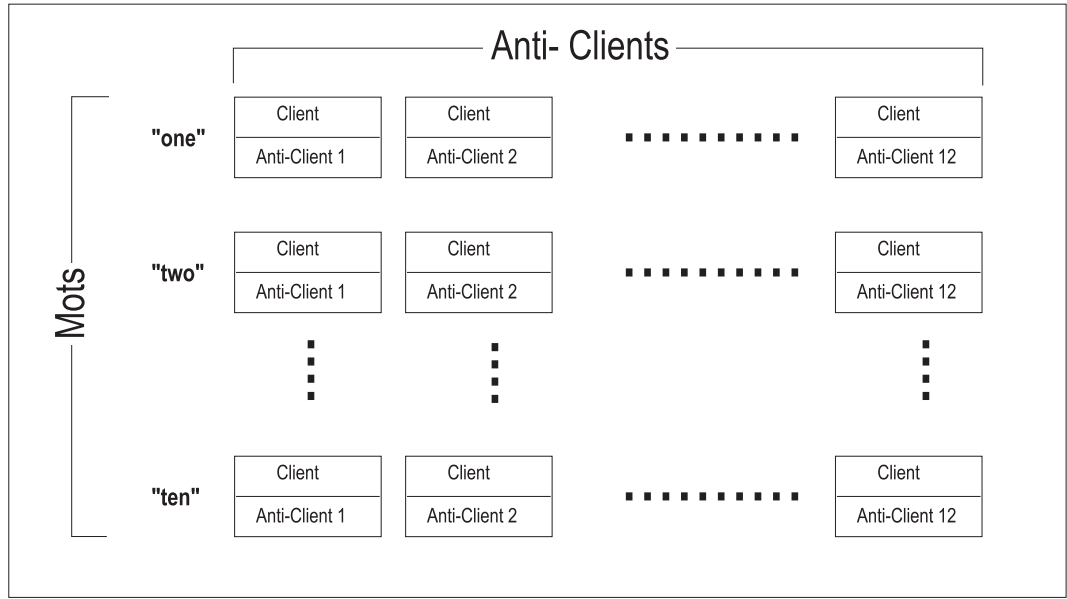 Anti- Clients
Mots
"one"
Client
Anti-Client 1
Client
Anti-Client 2
Client
Anti-Client 12
"two"
Client
Anti-Client 1
Client
Anti-Client 2
Client
Anti-Client 12
"ten"
Client
Anti-Client 1
Client
Anti-Client 2
Client
Anti-Client 12